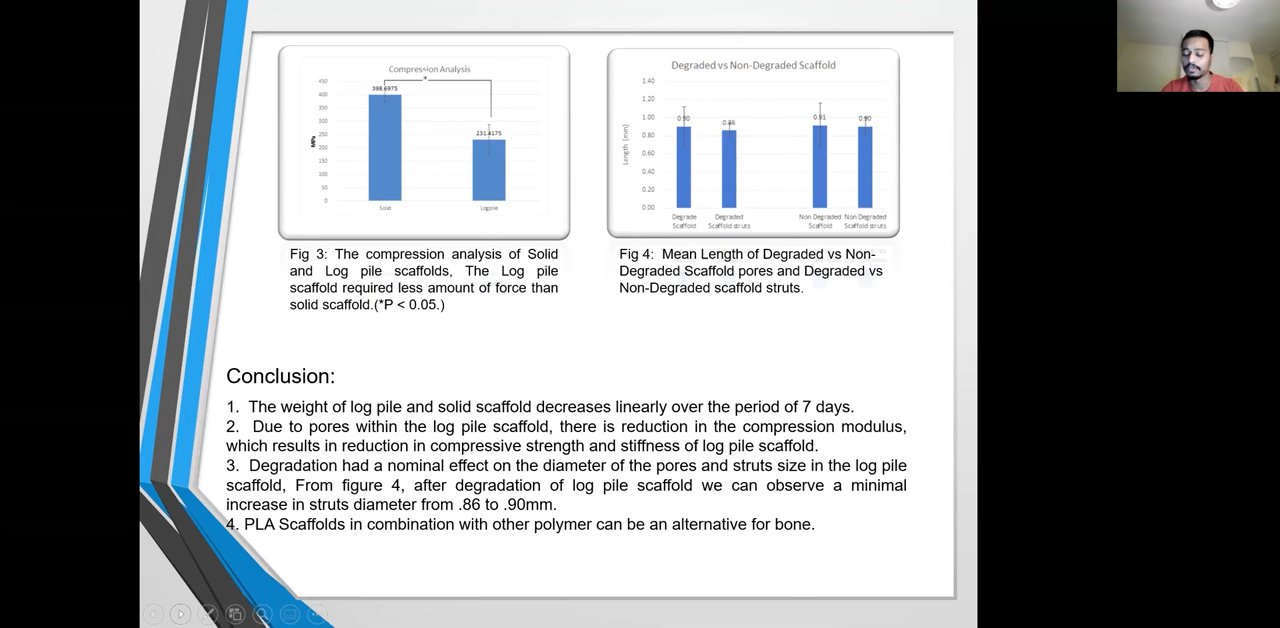 Compression Analysis
*
450
400
350
300
250
200
150
100
50
0
MPa
398.6975
231.4175
Solid
Logpile
Degraded vs Non-Degraded Scaffold
1.40
1.20
1.00
0.80
0.60
0.40
0.20
0.00
Length (mm)
0.90
0.86
0.91
0.90
Degrade
Scaffold
Degraded
Scaffold struts
Non Degraded
Scaffold
Non Degraded
Scaffold struts
Fig 3: The compression analysis of Solid
and Log pile scaffolds, The Log pile
scaffold required less amount of force than
solid scaffold.(*P < 0.05.)
Fig 4: Mean Length of Degraded vs Non-
Degraded Scaffold pores and Degraded vs
Non-Degraded scaffold struts.
Conclusion:
1. The weight of log pile and solid scaffold decreases linearly over the period of 7 days.
2. Due to pores within the log pile scaffold, there is reduction in the compression modulus,
which results in reduction in compressive strength and stiffness of log pile scaffold.
3. Degradation had a nominal effect on the diameter of the pores and struts size in the log pile
scaffold, From figure 4, after degradation of log pile scaffold we can observe a minimal
increase in struts diameter from .86 to .90mm.
4. PLA Scaffolds in combination with other polymer can be an alternative for bone.